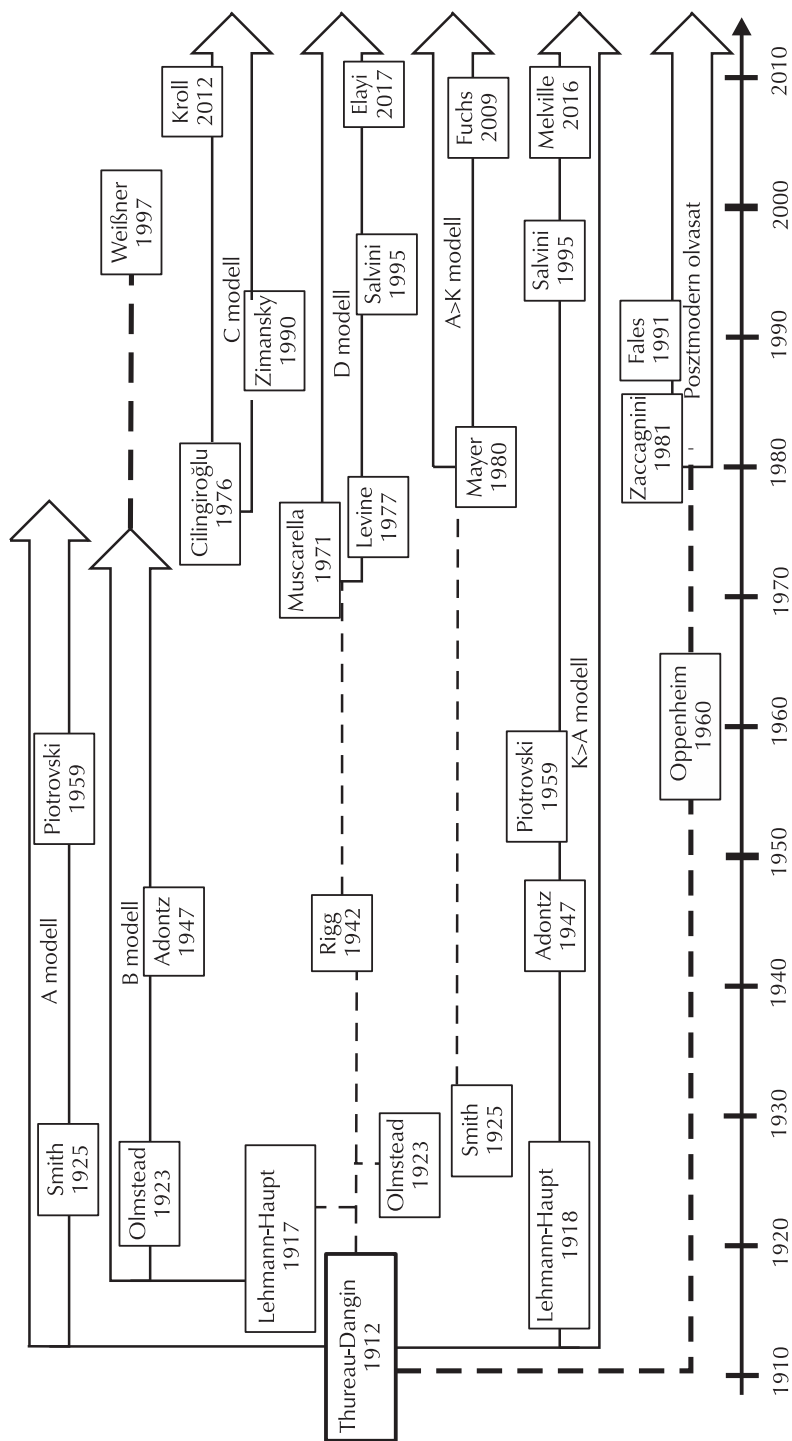 Smith
1925
A modell
Piotrovski
1959
Olmstead
1923
B modell
Adontz
1947
Weißner
1997
Lehmann-Haupt
1917
Cilingiroğlu
1976
C modell
Zimansky
1990
Kroll
2012
Thureau-Dangin
1912
Olmstead
1923
Rigg
1942
Muscarella
1971
Levine
1977
D modell
Salvini
1995
Elayi
2017
Smith
1925
Mayer
1980
A>K modell
Fuchs
2009
Lehmann-Haupt
1918
Adontz
1947
Piotrovski
1959
K>A modell
Salvini
1995
Melville
2016
Oppenheim
1960
Zaccagnini
1981
Fales
1991
Posztmodern olvasat
1910
1920
1930
1940
1950
1960
1970
1980
1990
2000
2010